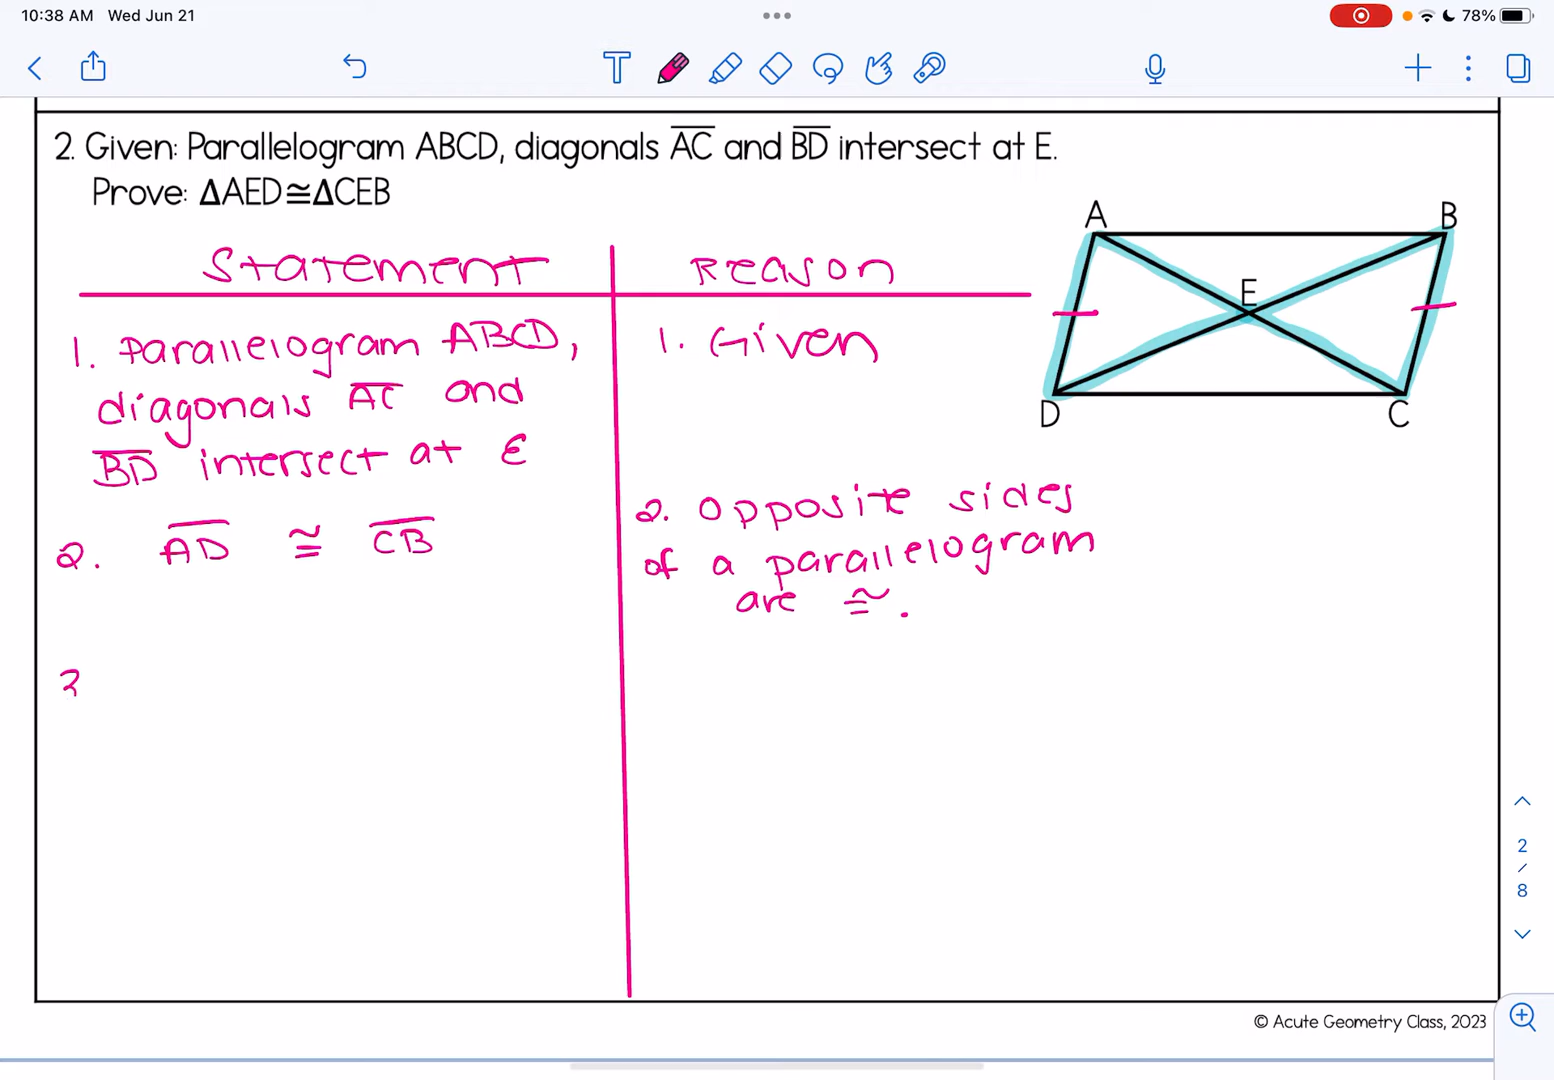 10:38 AM Wed Jun 21
78%
2. Given: Parallelogram ABCD, diagonals AC and BD intersect at E.
Prove: ΔAED≅ΔCEB
Statement
Reason
1. Parallelogram ABCD,
diagonals AC and
BD intersect at E
1. Given
2. AD ≅ CB
2. Opposite sides
of a parallelogram
are ≅.
3
A
B
E
D
C
2
/
8
© Acute Geometry Class, 2023